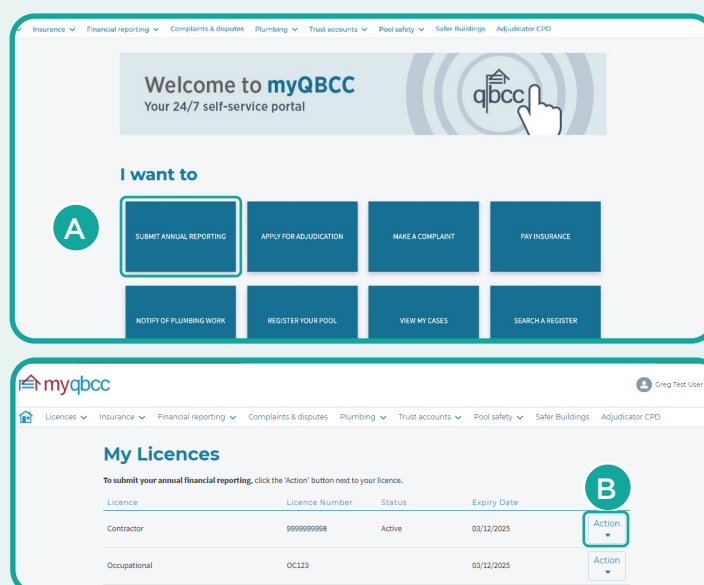 Insurance Financial reporting Complaints & disputes Plumbing Trust accounts Pool safety Safer Buildings Adjudicator CPD
Welcome to myQBCC
Your 24/7 self-service portal
qbcc
I want to
A
SUBMIT ANNUAL REPORTING APPLY FOR ADJUDICATION MAKE A COMPLAINT PAY INSURANCE
NOTIFY OF PLUMBING WORK REGISTER YOUR POOL VIEW MY CASES SEARCH A REGISTER
myqbcc Greg Test User
Licences Insurance Financial reporting Complaints & disputes Plumbing Trust accounts Pool safety Safer Buildings Adjudicator CPD
My Licences
To submit your annual financial reporting, click the 'Action' button next to your licence.
B
Licence Licence Number Status Expiry Date
Contractor 9999999998 Active 03/12/2025 Action
Occupational OC123 03/12/2025 Action